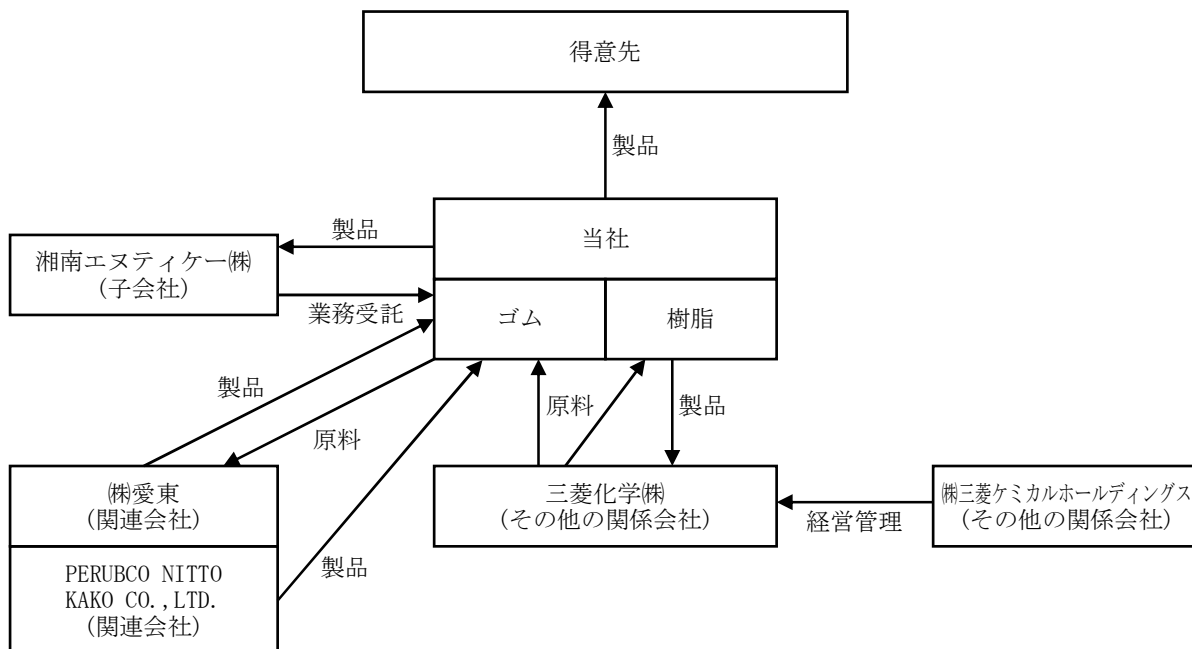 得意先
製品
当社
製品
湘南エヌティケー㈱
(子会社)
業務受託
ゴム
樹脂
製品
原料
製品
原料
㈱愛東
(関連会社)
三菱化学㈱
(その他の関係会社)
㈱三菱ケミカルホールディングス
(その他の関係会社)
経営管理
製品
PERUBCO NITTO
KAKO CO.,LTD.
(関連会社)